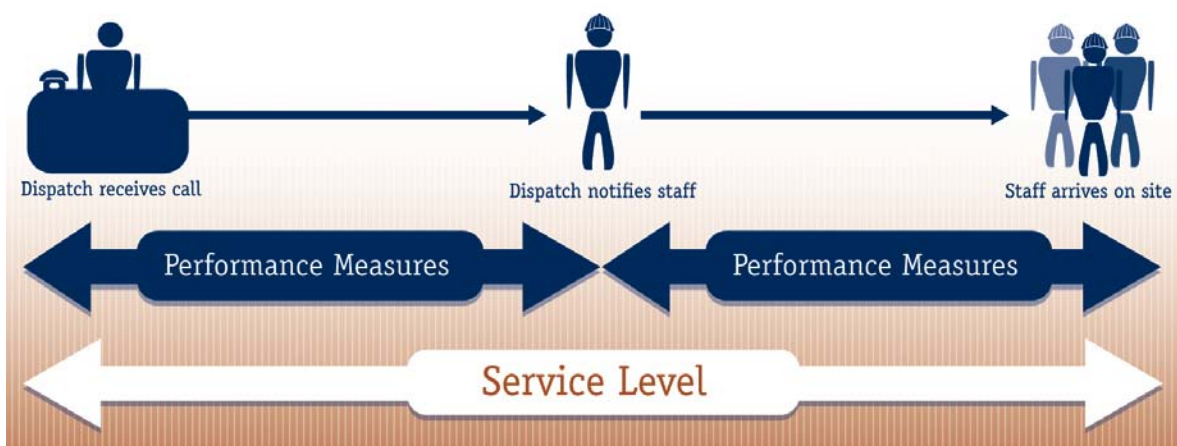 Dispatch receives call
Dispatch notifies staff
Staff arrives on site
Performance Measures
Performance Measures
Service Level